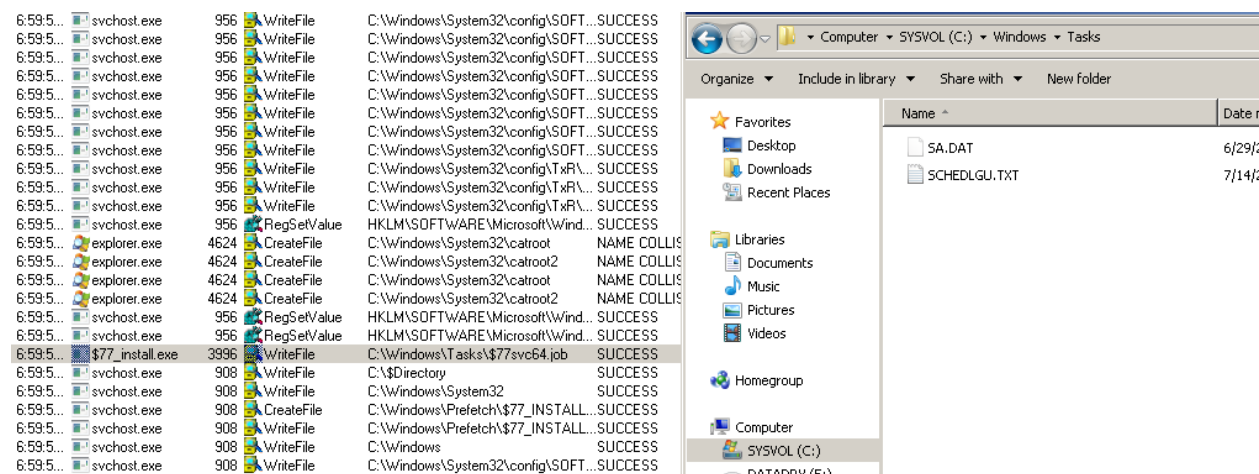 6:59:5... svchost.exe 956 WriteFile C:\Windows\System32\config\SOFT...SUCCESS
6:59:5... svchost.exe 956 WriteFile C:\Windows\System32\config\SOFT...SUCCESS
6:59:5... svchost.exe 956 WriteFile C:\Windows\System32\config\SOFT...SUCCESS
6:59:5... svchost.exe 956 WriteFile C:\Windows\System32\config\SOFT...SUCCESS
6:59:5... svchost.exe 956 WriteFile C:\Windows\System32\config\SOFT...SUCCESS
6:59:5... svchost.exe 956 WriteFile C:\Windows\System32\config\SOFT...SUCCESS
6:59:5... svchost.exe 956 WriteFile C:\Windows\System32\config\SOFT...SUCCESS
6:59:5... svchost.exe 956 WriteFile C:\Windows\System32\config\SOFT...SUCCESS
6:59:5... svchost.exe 956 WriteFile C:\Windows\System32\config\TxR\... SUCCESS
6:59:5... svchost.exe 956 WriteFile C:\Windows\System32\config\TxR\... SUCCESS
6:59:5... svchost.exe 956 WriteFile C:\Windows\System32\config\TxR\... SUCCESS
6:59:5... svchost.exe 956 RegSetValue HKLM\SOFTWARE\Microsoft\Wind... SUCCESS
6:59:5... explorer.exe 4624 CreateFile C:\Windows\System32\catroot NAME COLLIS
6:59:5... explorer.exe 4624 CreateFile C:\Windows\System32\catroot2 NAME COLLIS
6:59:5... explorer.exe 4624 CreateFile C:\Windows\System32\catroot NAME COLLIS
6:59:5... explorer.exe 4624 CreateFile C:\Windows\System32\catroot2 NAME COLLIS
6:59:5... svchost.exe 956 RegSetValue HKLM\SOFTWARE\Microsoft\Wind... SUCCESS
6:59:5... svchost.exe 956 RegSetValue HKLM\SOFTWARE\Microsoft\Wind... SUCCESS
6:59:5... $77_install.exe 3996 WriteFile C:\Windows\Tasks\$77svc64.job SUCCESS
6:59:5... svchost.exe 908 WriteFile C:\$Directory SUCCESS
6:59:5... svchost.exe 908 WriteFile C:\Windows\System32 SUCCESS
6:59:5... svchost.exe 908 CreateFile C:\Windows\Prefetch\$77_INSTALL...SUCCESS
6:59:5... svchost.exe 908 WriteFile C:\Windows\Prefetch\$77_INSTALL...SUCCESS
6:59:5... svchost.exe 908 WriteFile C:\Windows SUCCESS
6:59:5... svchost.exe 908 WriteFile C:\Windows\System32\config\SOFT...SUCCESS
Computer SYSVOL (C:) Windows Tasks
Organize Include in library Share with New folder
Favorites
Desktop
Downloads
Recent Places
Libraries
Documents
Music
Pictures
Videos
Homegroup
Computer
SYSVOL (C:)
Name Date
SA.DAT 6/29/
SCHEDLGU.TXT 7/14/